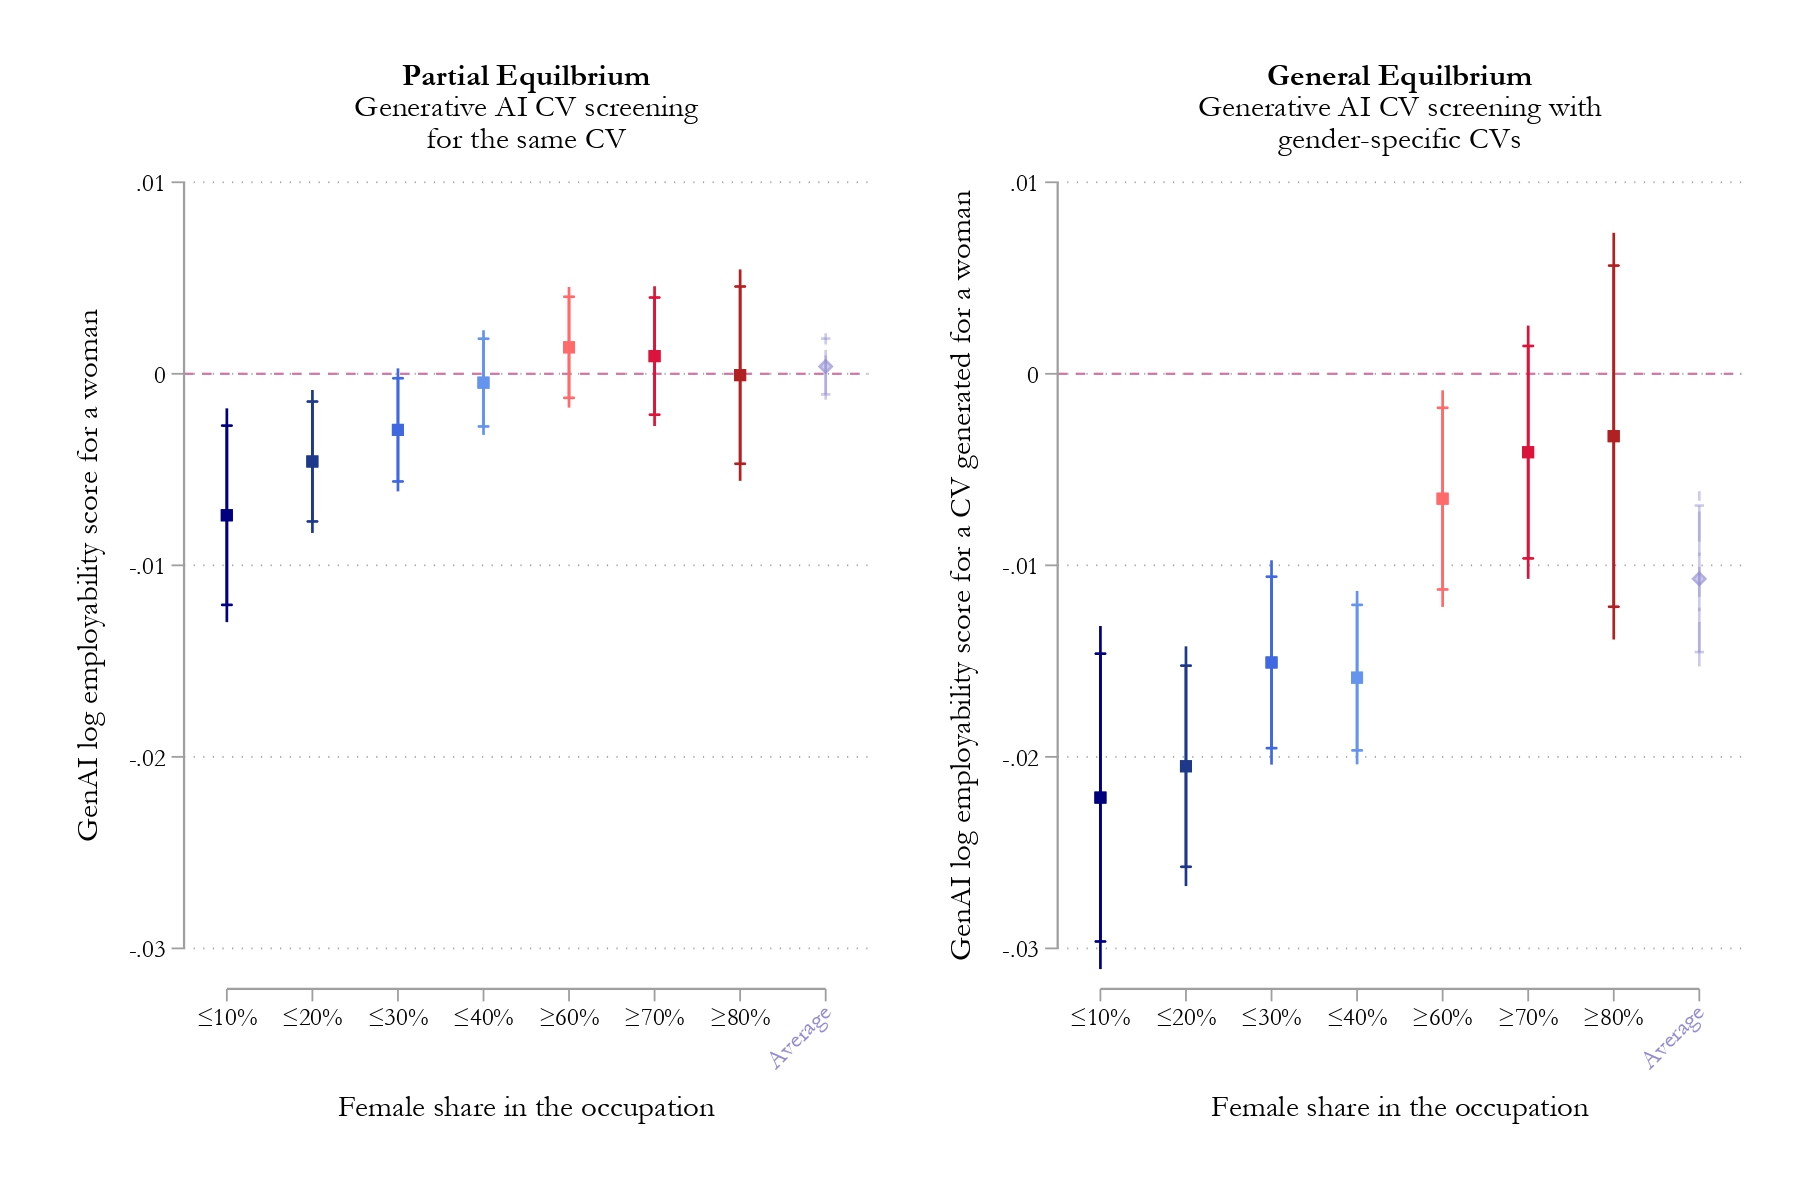 Partial Equilbrium
Generative AI CV screening
for the same CV
GenAI log employability score for a woman
.01
0
-.01
-.02
-.03
≤10% ≤20% ≤30% ≤40% ≥60% ≥70% ≥80% Average
Female share in the occupation
General Equilbrium
Generative AI CV screening with
gender-specific CVs
GenAI log employability score for a CV generated for a woman
.01
0
-.01
-.02
-.03
≤10% ≤20% ≤30% ≤40% ≥60% ≥70% ≥80% Average
Female share in the occupation